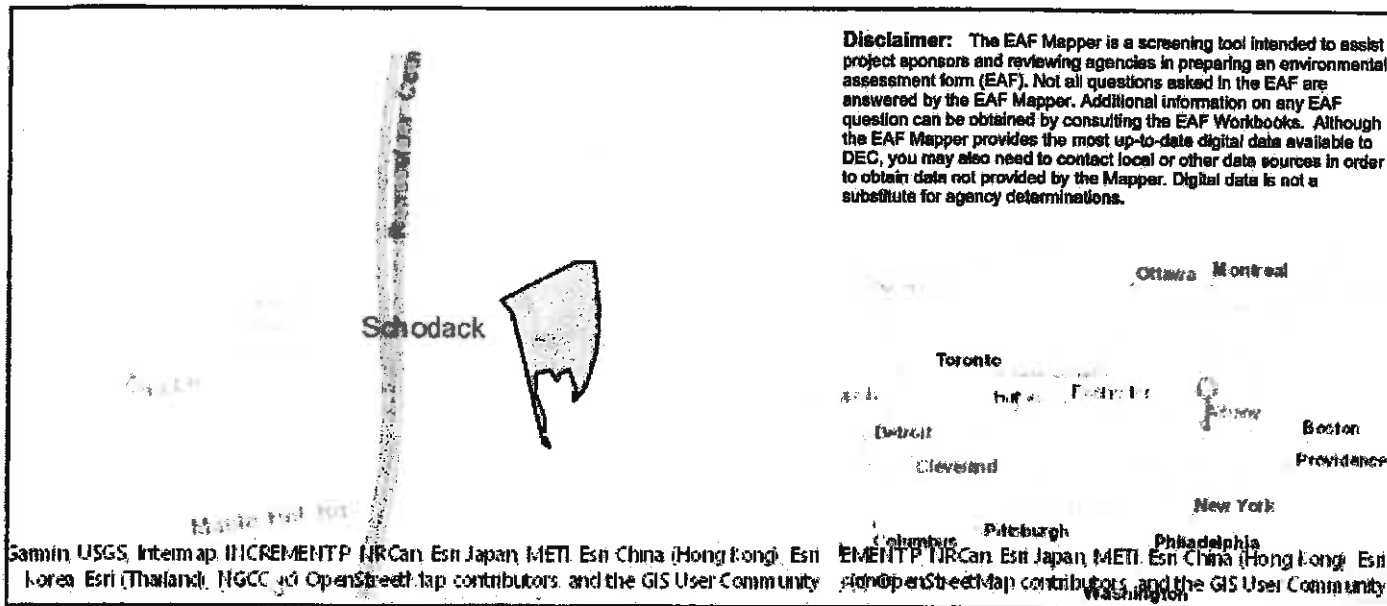 Disclaimer: The EAF Mapper is a screening tool intended to assist
project sponsors and reviewing agencies in preparing an environmental
assessment form (EAF). Not all questions asked in the EAF are
answered by the EAF Mapper. Additional information on any EAF
question can be obtained by consulting the EAF Workbooks. Although
the EAF Mapper provides the most up-to-date digital data available to
DEC, you may also need to contact local or other data sources in order
to obtain data not provided by the Mapper. Digital data is not a
substitute for agency determinations.
Schodack
Ottawa Montreal
Toronto
Rochester
Albany
Detroit
Boston
Cleveland
Providence
New York
Columbus Pittsburgh Philadelphia
Washington
Garmin, USGS, Intermap, INCREMENT P, NRCan, Esri Japan, METI, Esri China (Hong Kong), Esri
Korea, Esri (Thailand), NGCC, (c) OpenStreetMap contributors, and the GIS User Community
EMENT P, NRCan, Esri Japan, METI, Esri China (Hong Kong), Esri
OpenStreetMap contributors, and the GIS User Community